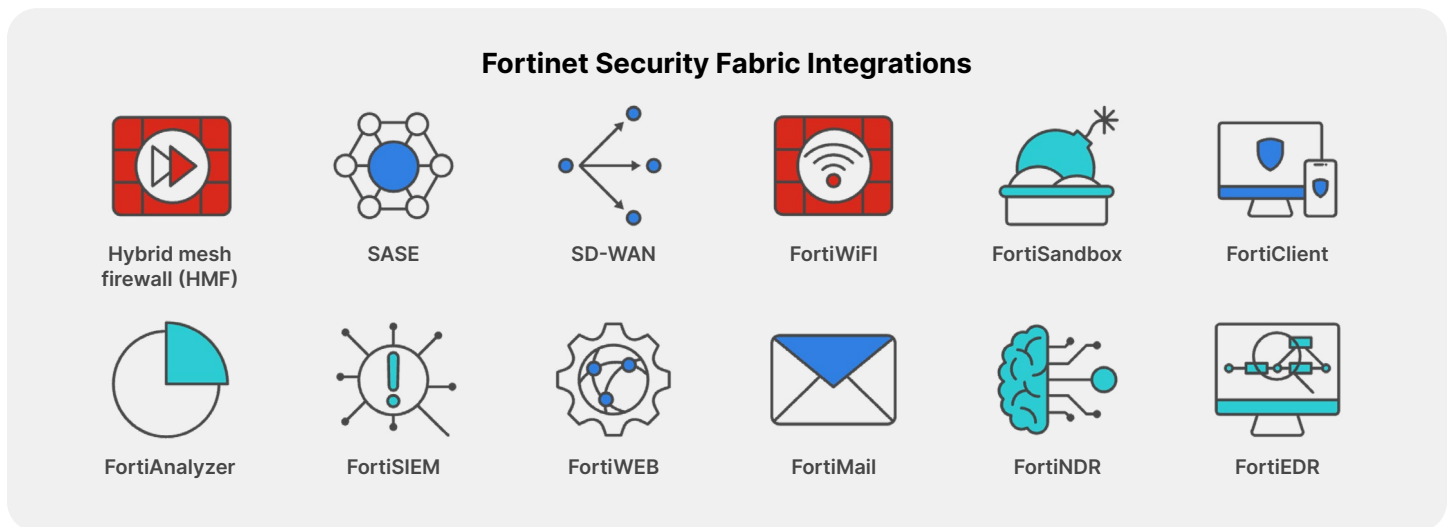 Fortinet Security Fabric Integrations
Hybrid mesh
firewall (HMF)
SASE
SD-WAN
FortiWiFI
FortiSandbox
FortiClient
FortiAnalyzer
FortiSIEM
FortiWEB
FortiMail
FortiNDR
FortiEDR